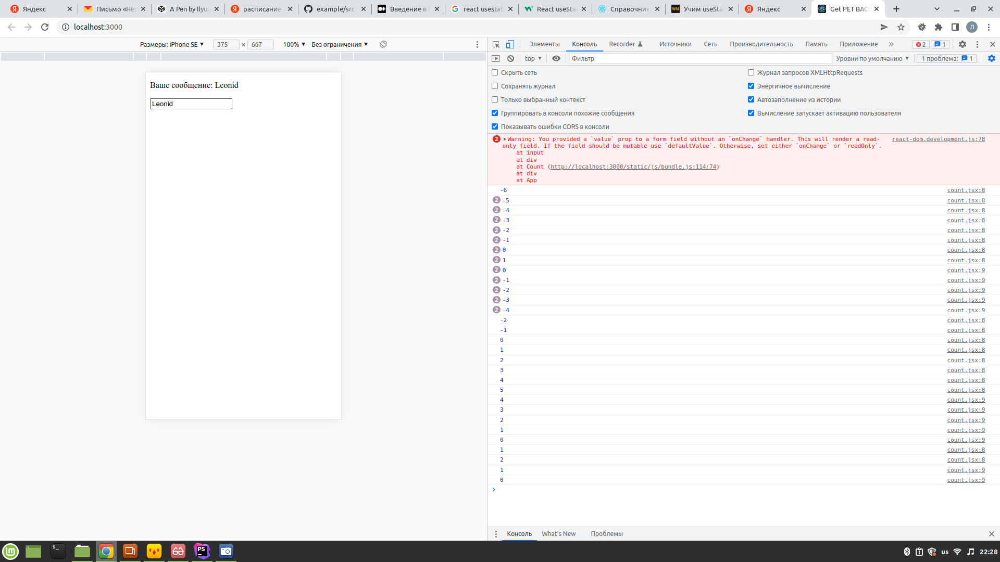 Яндекс
Письмо «Не
A Pen by Ilyus
расписание
example/src
Введение в
react usestat
React useSta
Справочник
Учим useSta
Яндекс
Get PET BAC
localhost:3000
Л
Размеры: iPhone SE
375
×
667
100%
Без ограничения
Элементы
Консоль
Recorder
Источники
Сеть
Производительность
Память
Приложение
2
1
top
Фильтр
Уровни по умолчанию
1 проблема:
1
Скрыть сеть
Журнал запросов XMLHttpRequests
Сохранять журнал
Энергичное вычисление
Только выбранный контекст
Автозаполнение из истории
Группировать в консоли похожие сообщения
Вычисление запускает активацию пользователя
Показывать ошибки CORS в консоли
Ваше сообщение: Leonid
Leonid
2 Warning: You provided a `value` prop to a form field without an `onChange` handler. This will render a read- react-dom.development.js:78
only field. If the field should be mutable use `defaultValue`. Otherwise, set either `onChange` or `readOnly`.
at input
at div
at Count (http://localhost:3000/static/js/bundle.js:114:74)
at div
at App
-6 count.jsx:8
2 -5 count.jsx:8
2 -4 count.jsx:8
2 -3 count.jsx:8
2 -2 count.jsx:8
2 -1 count.jsx:8
2 0 count.jsx:8
2 1 count.jsx:8
2 0 count.jsx:9
2 -1 count.jsx:9
2 -2 count.jsx:9
2 -3 count.jsx:9
2 -4 count.jsx:9
-2 count.jsx:8
-1 count.jsx:8
0 count.jsx:8
1 count.jsx:8
2 count.jsx:8
3 count.jsx:8
4 count.jsx:8
5 count.jsx:8
4 count.jsx:9
3 count.jsx:9
2 count.jsx:9
1 count.jsx:9
0 count.jsx:9
1 count.jsx:8
2 count.jsx:8
1 count.jsx:9
0 count.jsx:9
Консоль
What's New
Проблемы
PS
us
22:28